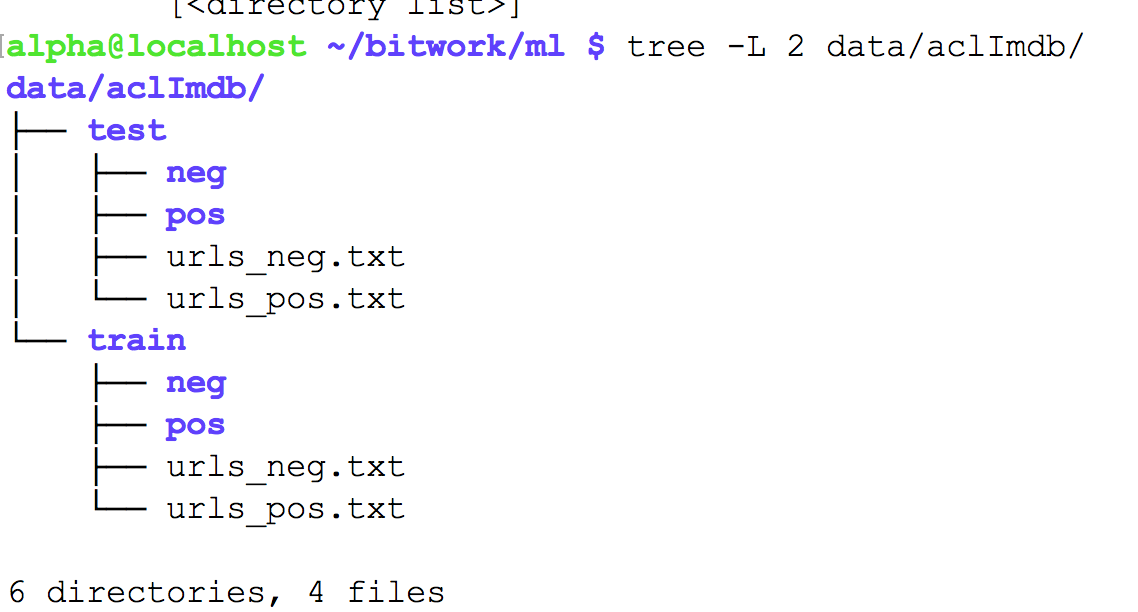 [<directory list>]
alpha@localhost ~/bitwork/ml $ tree -L 2 data/aclImdb/
data/aclImdb/
├── test
│   ├── neg
│   ├── pos
│   ├── urls_neg.txt
│   └── urls_pos.txt
└── train
    ├── neg
    ├── pos
    ├── urls_neg.txt
    └── urls_pos.txt
6 directories, 4 files